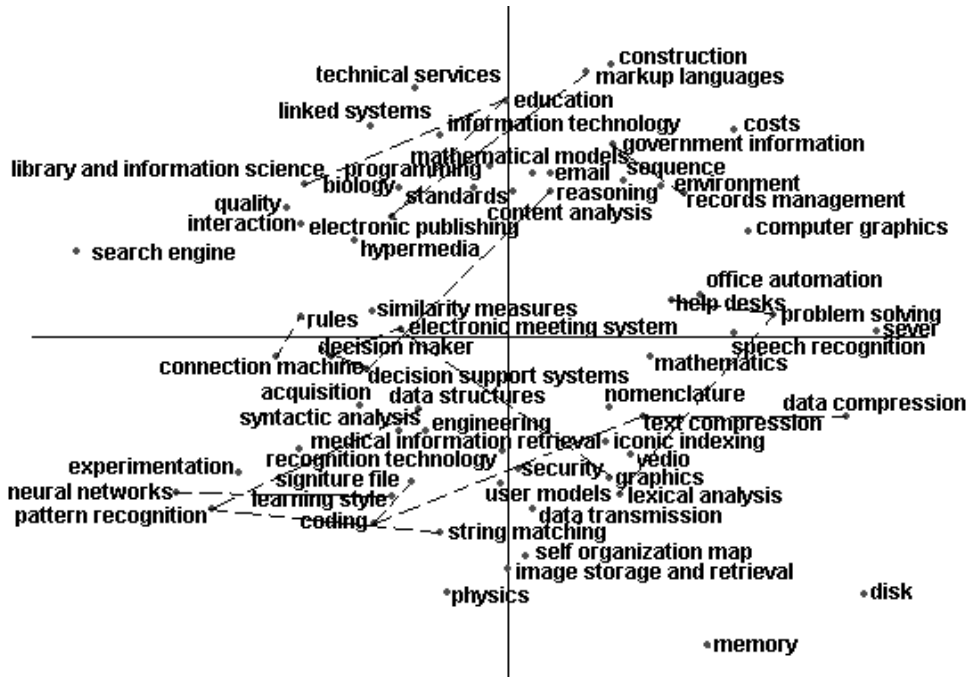 construction
markup languages
technical services
education
linked systems
information technology
costs
government information
mathematical models
library and information science
programming
email
sequence
biology
standards
reasoning
environment
records management
quality
content analysis
interaction
electronic publishing
computer graphics
hypermedia
search engine
office automation
help desks
similarity measures
problem solving
rules
electronic meeting system
sever
decision maker
speech recognition
connection machine
mathematics
decision support systems
acquisition
data structures
nomenclature
data compression
syntactic analysis
engineering
text compression
medical information retrieval
iconic indexing
recognition technology
vedio
experimentation
security
signiture file
graphics
neural networks
learning style
user models
lexical analysis
pattern recognition
coding
data transmission
string matching
self organization map
image storage and retrieval
physics
disk
memory